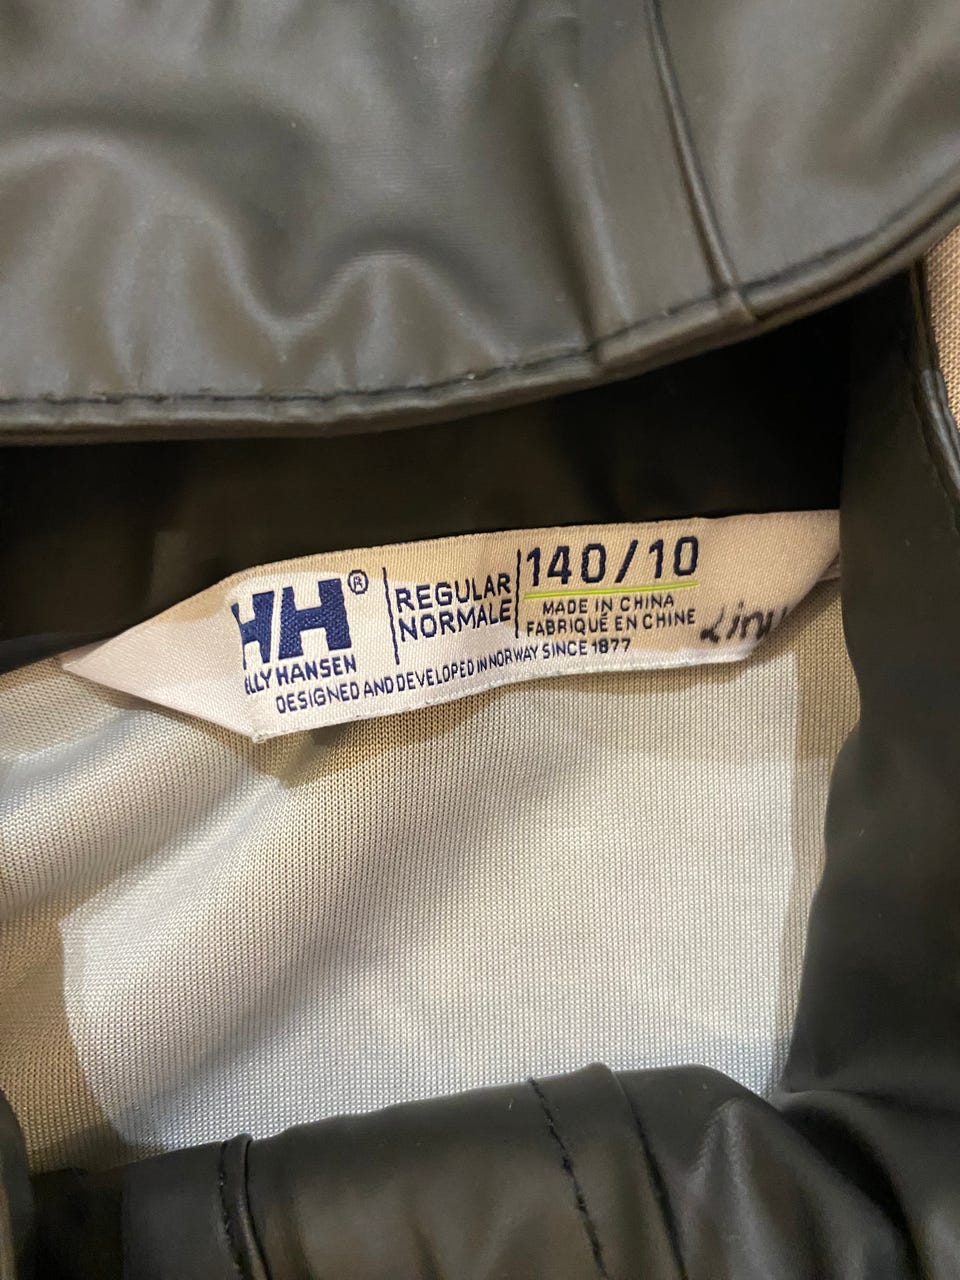 HH®
ELLY HANSEN
REGULAR
NORMALE
140/10
MADE IN CHINA
FABRIQUÉ EN CHINE
DESIGNED AND DEVELOPED IN NORWAY SINCE 1877